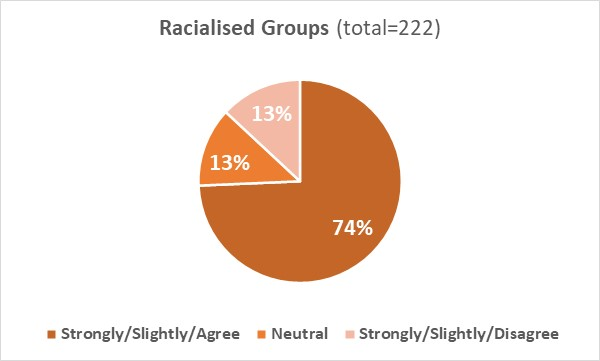 Racialised Groups (total=222)
13%
13%
74%
Strongly/Slightly/Agree Neutral Strongly/Slightly/Disagree